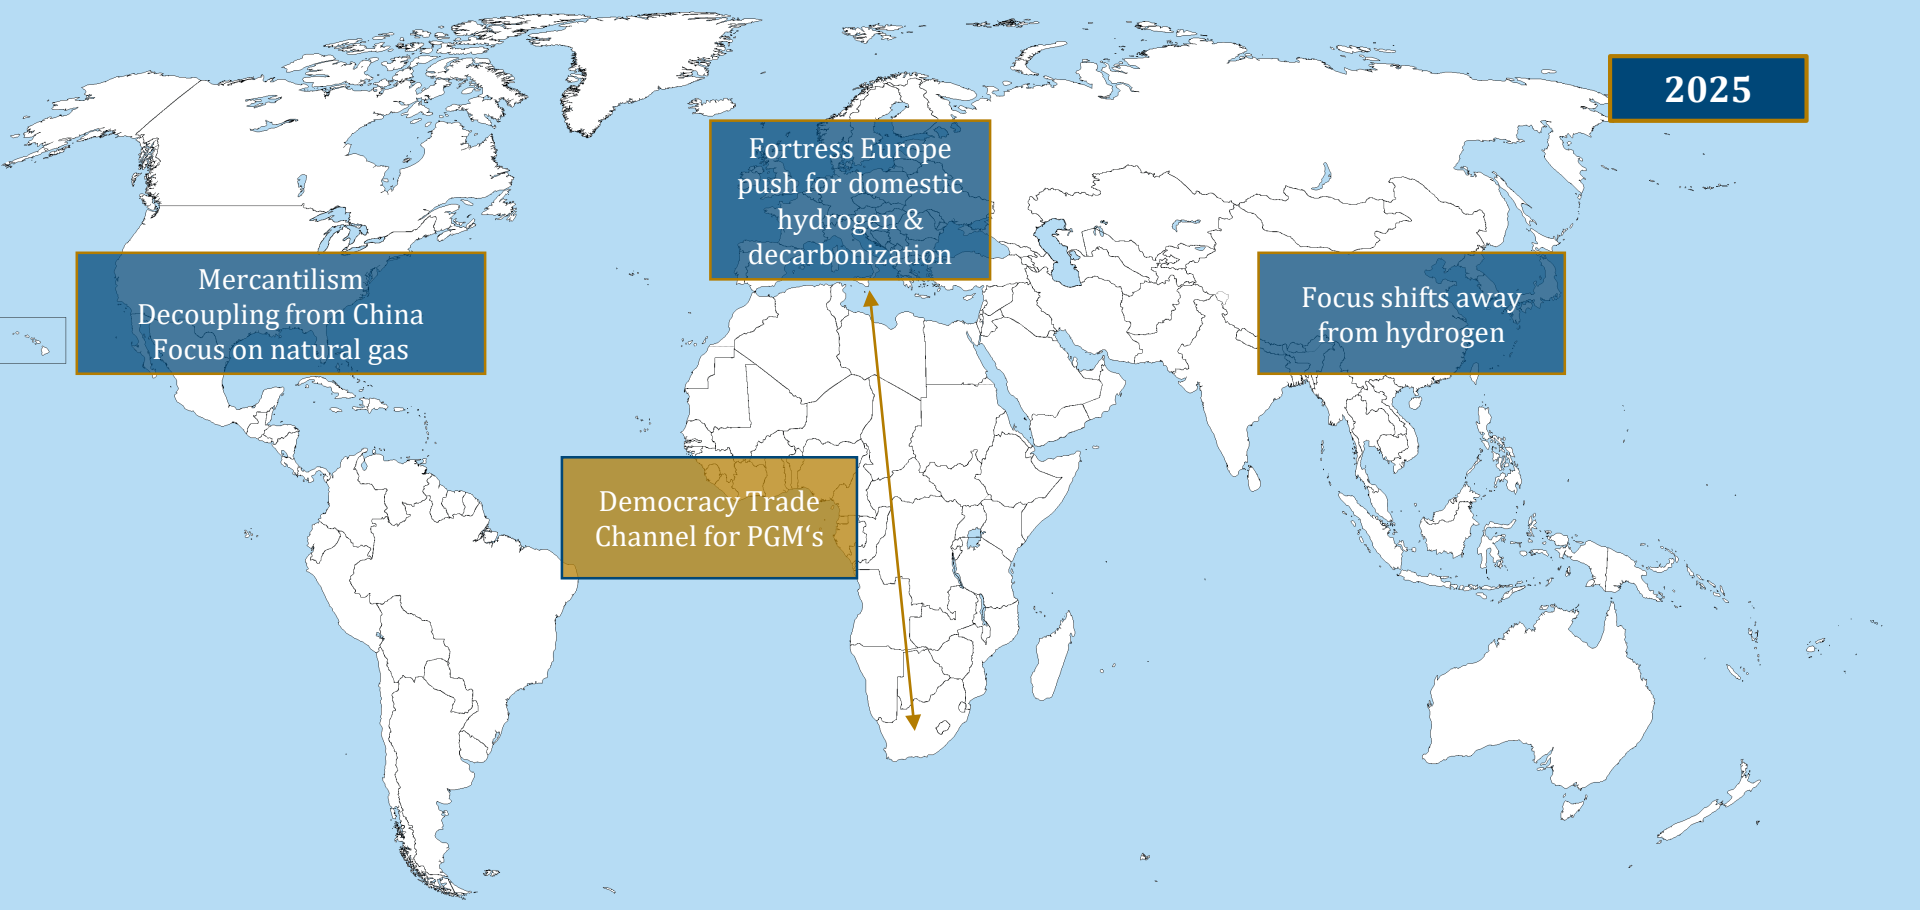 2025
Fortress Europe
push for domestic
hydrogen &
decarbonization
Mercantilism
Decoupling from China
Focus on natural gas
Focus shifts away
from hydrogen
Democracy Trade
Channel for PGM‘s